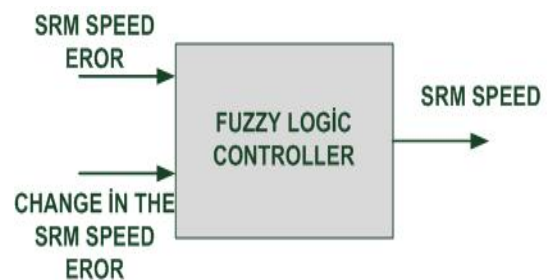 SRM SPEED
EROR
FUZZY LOGİC
CONTROLLER
SRM SPEED
CHANGE İN THE
SRM SPEED
EROR